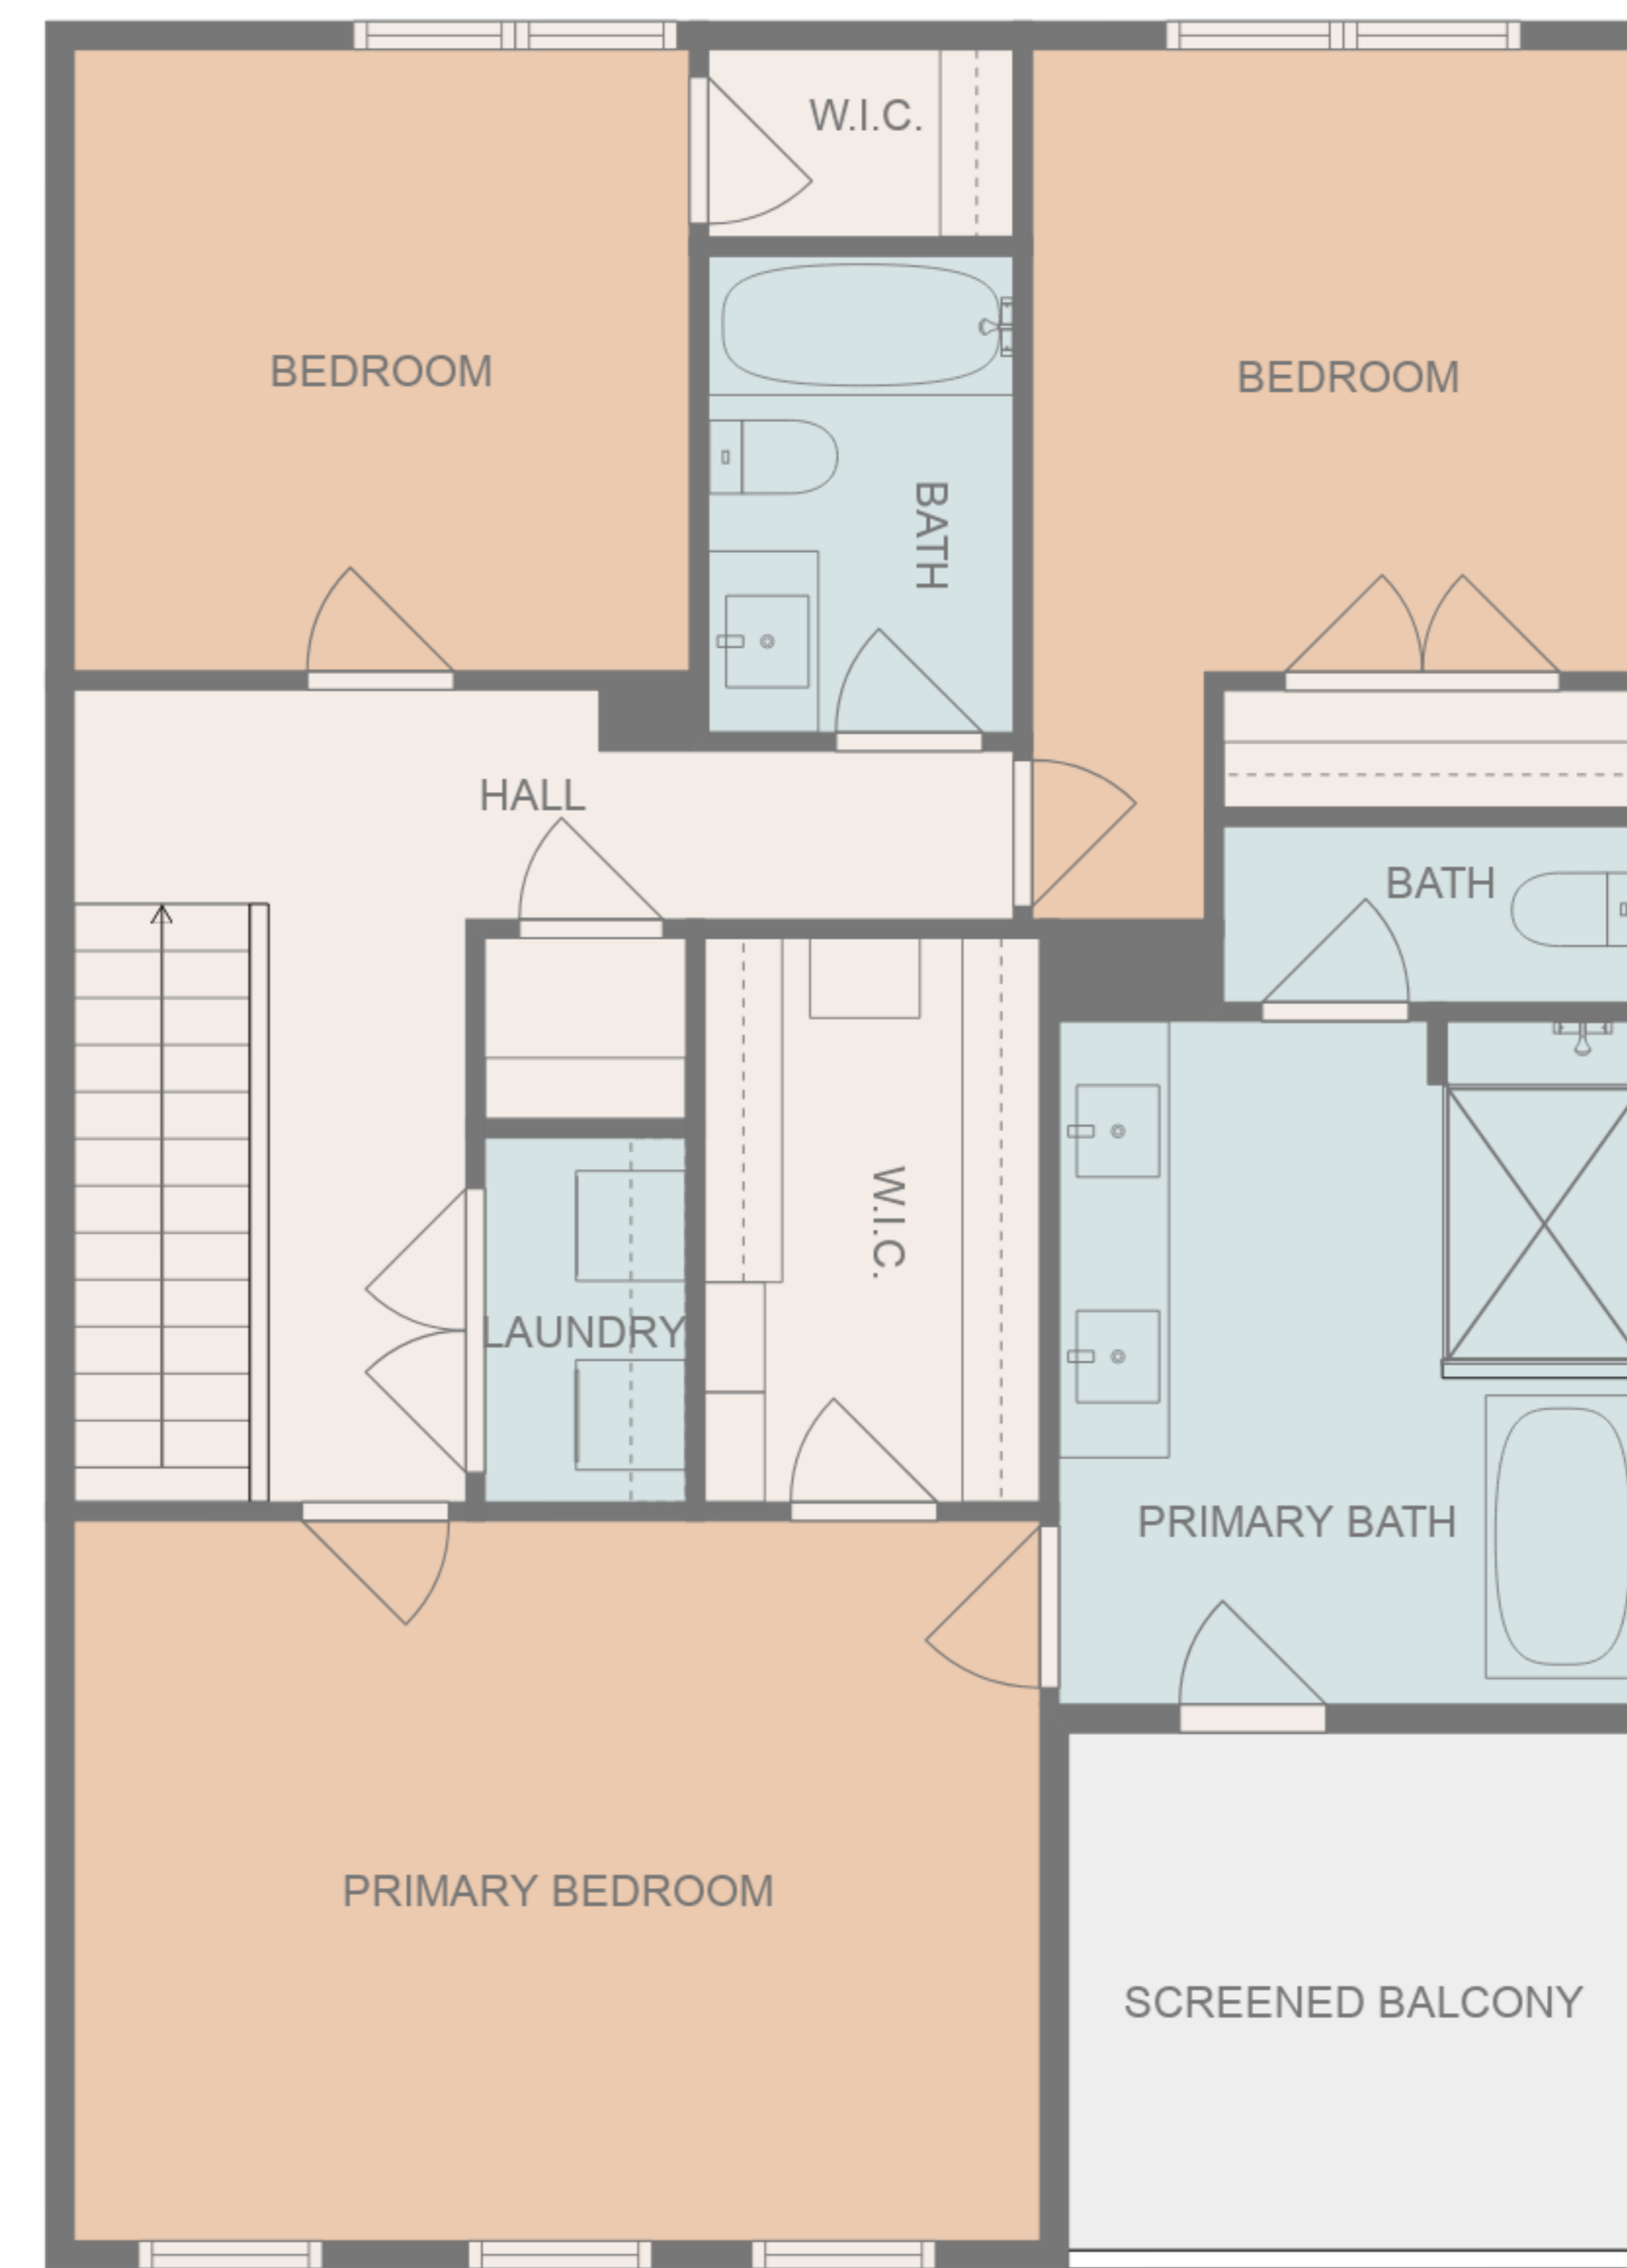 W.I.C.
BEDROOM
BEDROOM
BATH
HALL
BATH
W.I.C.
LAUNDRY
PRIMARY BATH
PRIMARY BEDROOM
SCREENED BALCONY